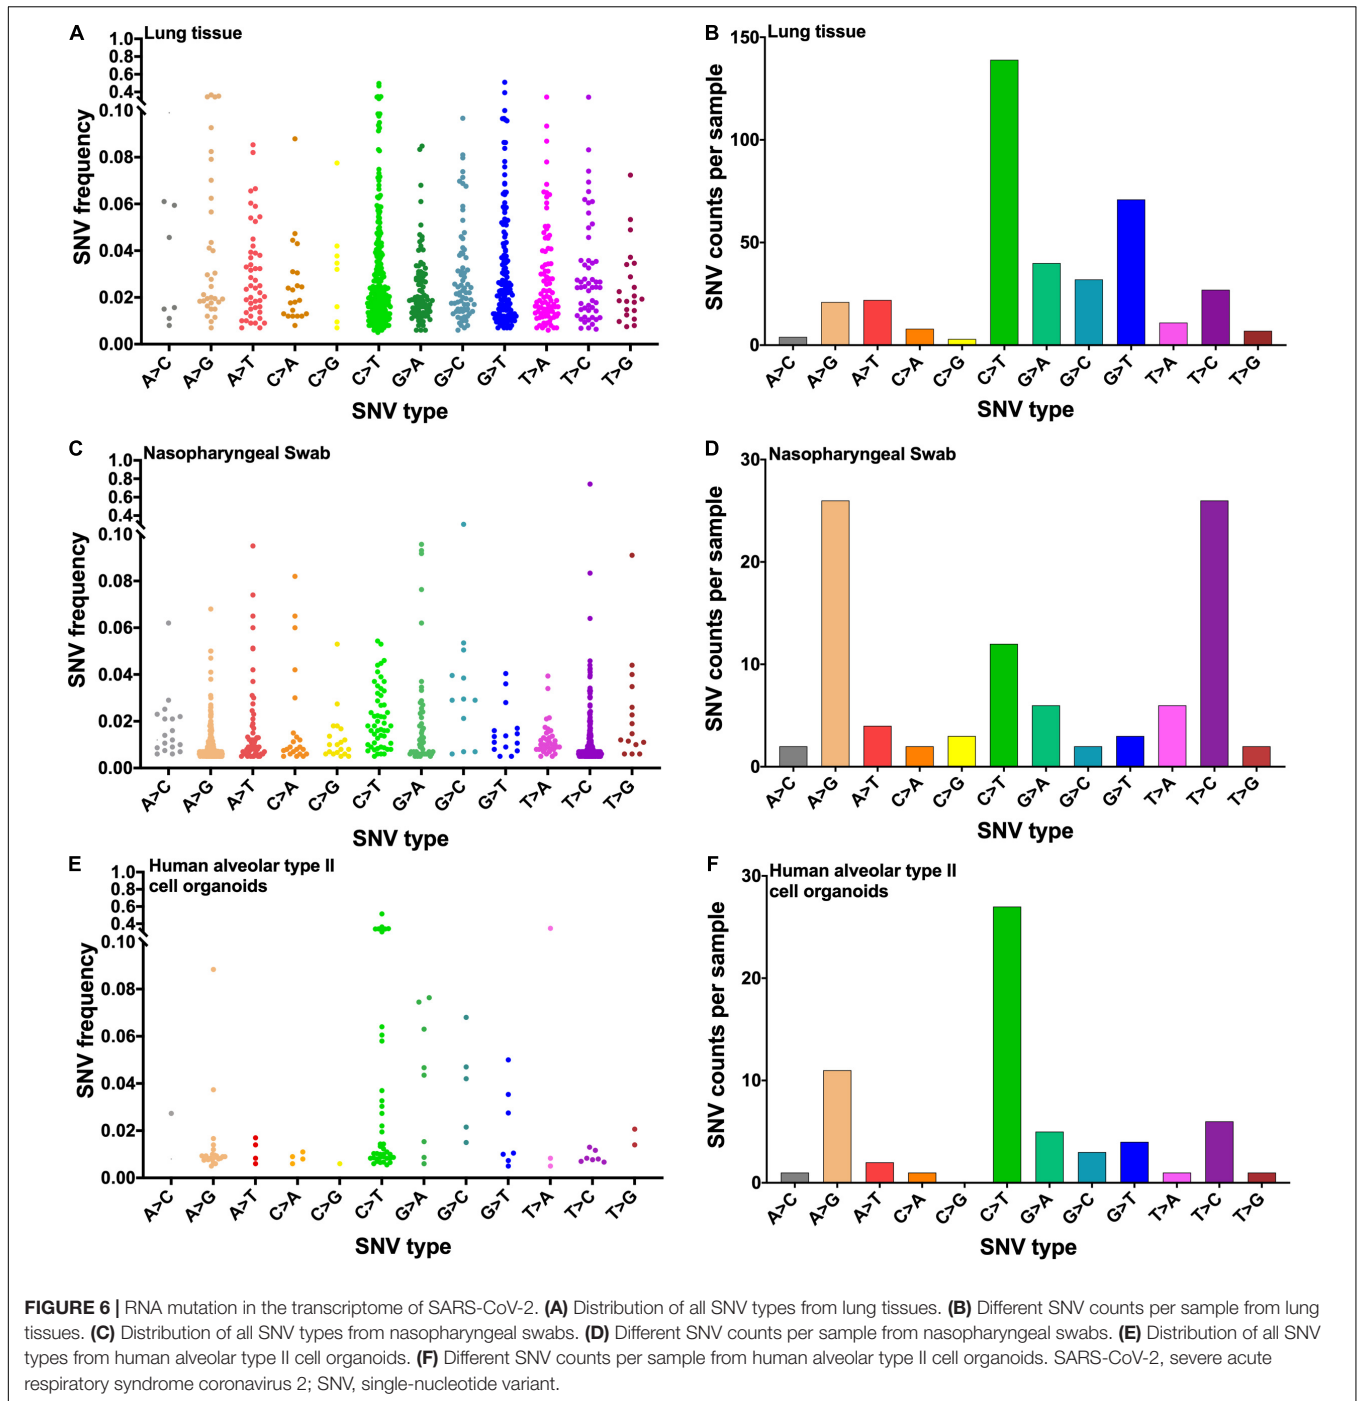 A
Lung tissue
1.0
0.8
0.6
0.4
0.10
0.08
0.06
0.04
0.02
0.00
SNV frequency
A>C
A>G
A>T
C>A
C>G
C>T
G>A
G>C
G>T
T>A
T>C
T>G
SNV type
B
Lung tissue
150
100
50
0
SNV counts per sample
A>C
A>G
A>T
C>A
C>G
C>T
G>A
G>C
G>T
T>A
T>C
T>G
SNV type
C
Nasopharyngeal Swab
1.0
0.8
0.6
0.4
0.10
0.08
0.06
0.04
0.02
0.00
SNV frequency
A>C
A>G
A>T
C>A
C>G
C>T
G>A
G>C
G>T
T>A
T>C
T>G
SNV type
D
Nasopharyngeal Swab
30
20
10
0
SNV counts per sample
A>C
A>G
A>T
C>A
C>G
C>T
G>A
G>C
G>T
T>A
T>C
T>G
SNV type
E
Human alveolar type II
cell organoids
1.0
0.8
0.6
0.4
0.10
0.08
0.06
0.04
0.02
0.00
SNV frequency
A>C
A>G
A>T
C>A
C>G
C>T
G>A
G>C
G>T
T>A
T>C
T>G
SNV type
F
Human alveolar type II
cell organoids
30
20
10
0
SNV counts per sample
A>C
A>G
A>T
C>A
C>G
C>T
G>A
G>C
G>T
T>A
T>C
T>G
SNV type
FIGURE 6 | RNA mutation in the transcriptome of SARS-CoV-2. (A) Distribution of all SNV types from lung tissues. (B) Different SNV counts per sample from lung
tissues. (C) Distribution of all SNV types from nasopharyngeal swabs. (D) Different SNV counts per sample from nasopharyngeal swabs. (E) Distribution of all SNV
types from human alveolar type II cell organoids. (F) Different SNV counts per sample from human alveolar type II cell organoids. SARS-CoV-2, severe acute
respiratory syndrome coronavirus 2; SNV, single-nucleotide variant.